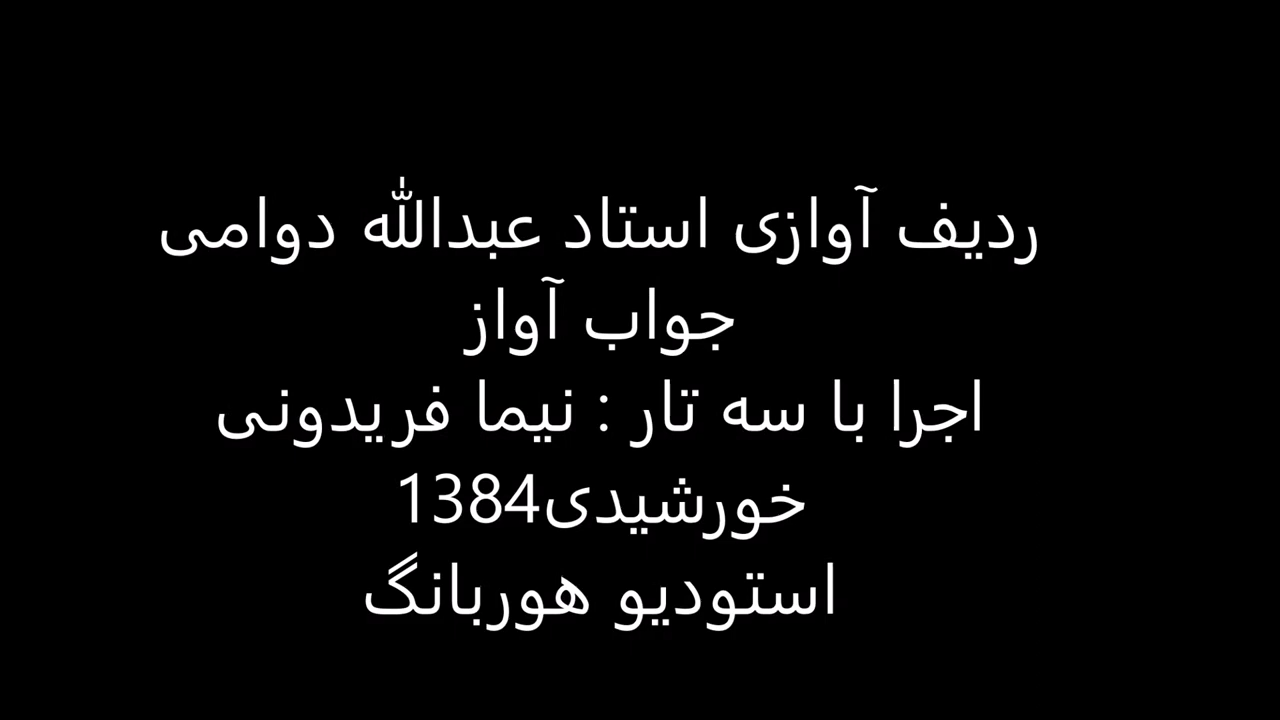 ردیف آوازی استاد عبدالله دوامی
جواب آواز
اجرا با سه تار : نیما فریدونی
خورشیدی1384
استودیو هوربانگ